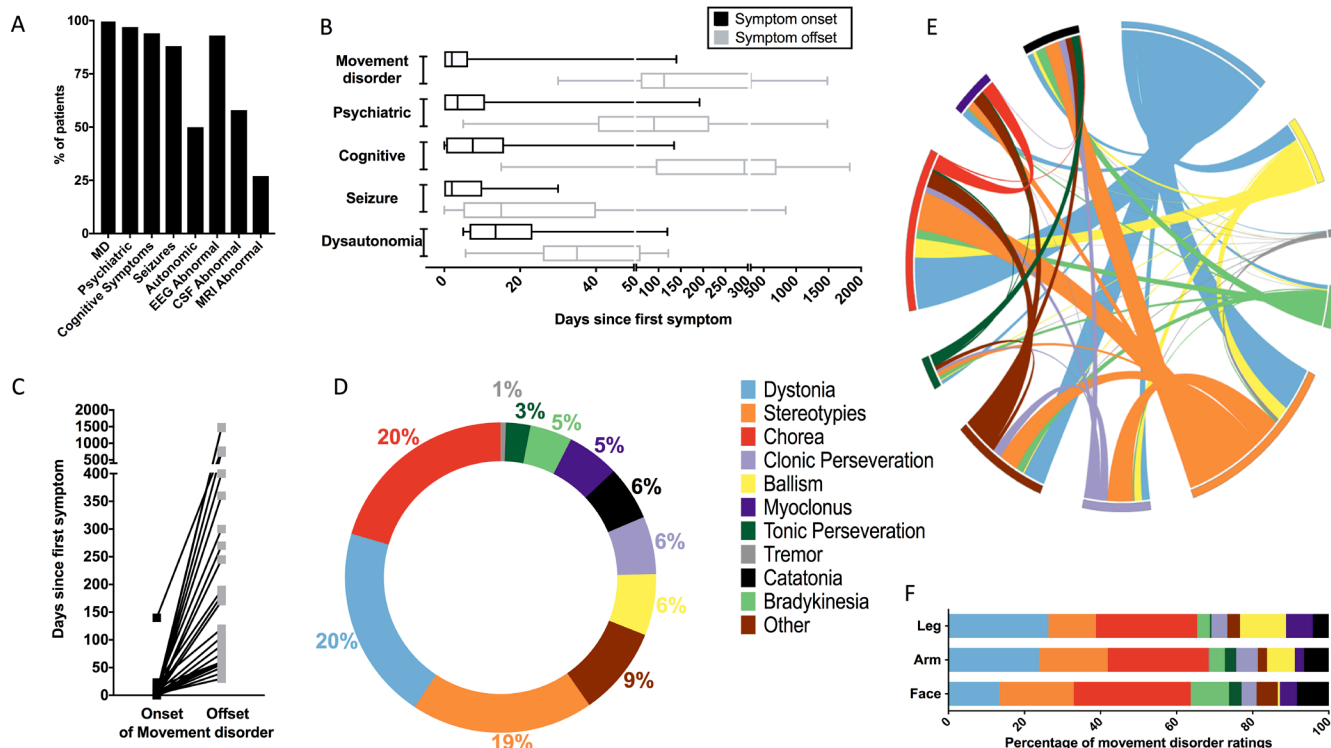 A
100
75
50
25
0
% of patients
MD
Psychiatric
Cognitive Symptoms
Seizures
Autonomic
EEG Abnormal
CSF Abnormal
MRI Abnormal
B
Symptom onset
Symptom offset
Movement
disorder
Psychiatric
Cognitive
Seizure
Dysautonomia
0 20 40 50 100 150 200 250 300 500 1000 1500 2000
Days since first symptom
C
2000
1500
1000
500
400
300
250
200
150
100
50
0
Days since first symptom
Onset Offset
of Movement disorder
D
1%
3%
5%
5%
6%
6%
6%
9%
19%
20%
20%
Dystonia
Stereotypies
Chorea
Clonic Perseveration
Ballism
Myoclonus
Tonic Perseveration
Tremor
Catatonia
Bradykinesia
Other
E
F
Leg
Arm
Face
0 20 40 60 80 100
Percentage of movement disorder ratings